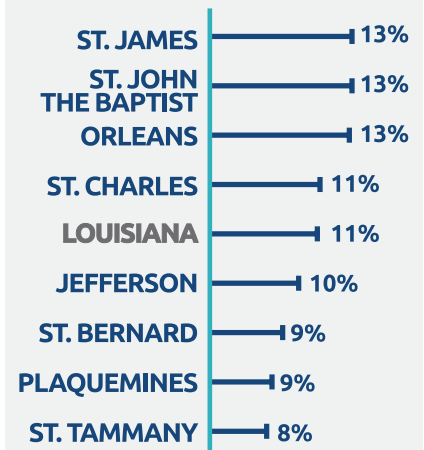 ST. JAMES 13%
ST. JOHN
THE BAPTIST 13%
ORLEANS 13%
ST. CHARLES 11%
LOUISIANA 11%
JEFFERSON 10%
ST. BERNARD 9%
PLAQUEMINES 9%
ST. TAMMANY 8%